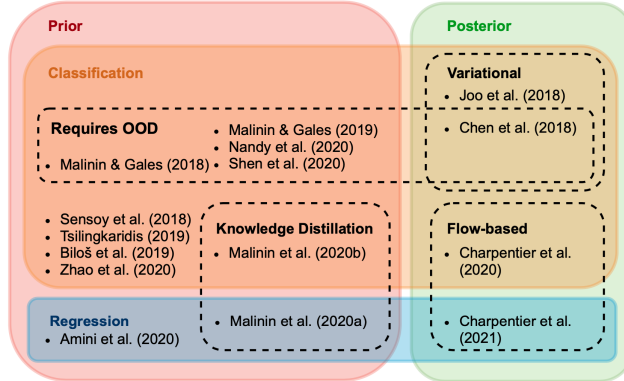 Prior
Posterior
Classification
Variational
• Joo et al. (2018)
Requires OOD
• Malinin & Gales (2018)
• Malinin & Gales (2019)
• Nandy et al. (2020)
• Shen et al. (2020)
• Chen et al. (2018)
• Sensoy et al. (2018)
• Tsilingkaridis (2019)
• Biloš et al. (2019)
• Zhao et al. (2020)
Knowledge Distillation
• Malinin et al. (2020b)
Flow-based
• Charpentier et al.
(2020)
Regression
• Amini et al. (2020)
• Malinin et al. (2020a)
• Charpentier et al.
(2021)